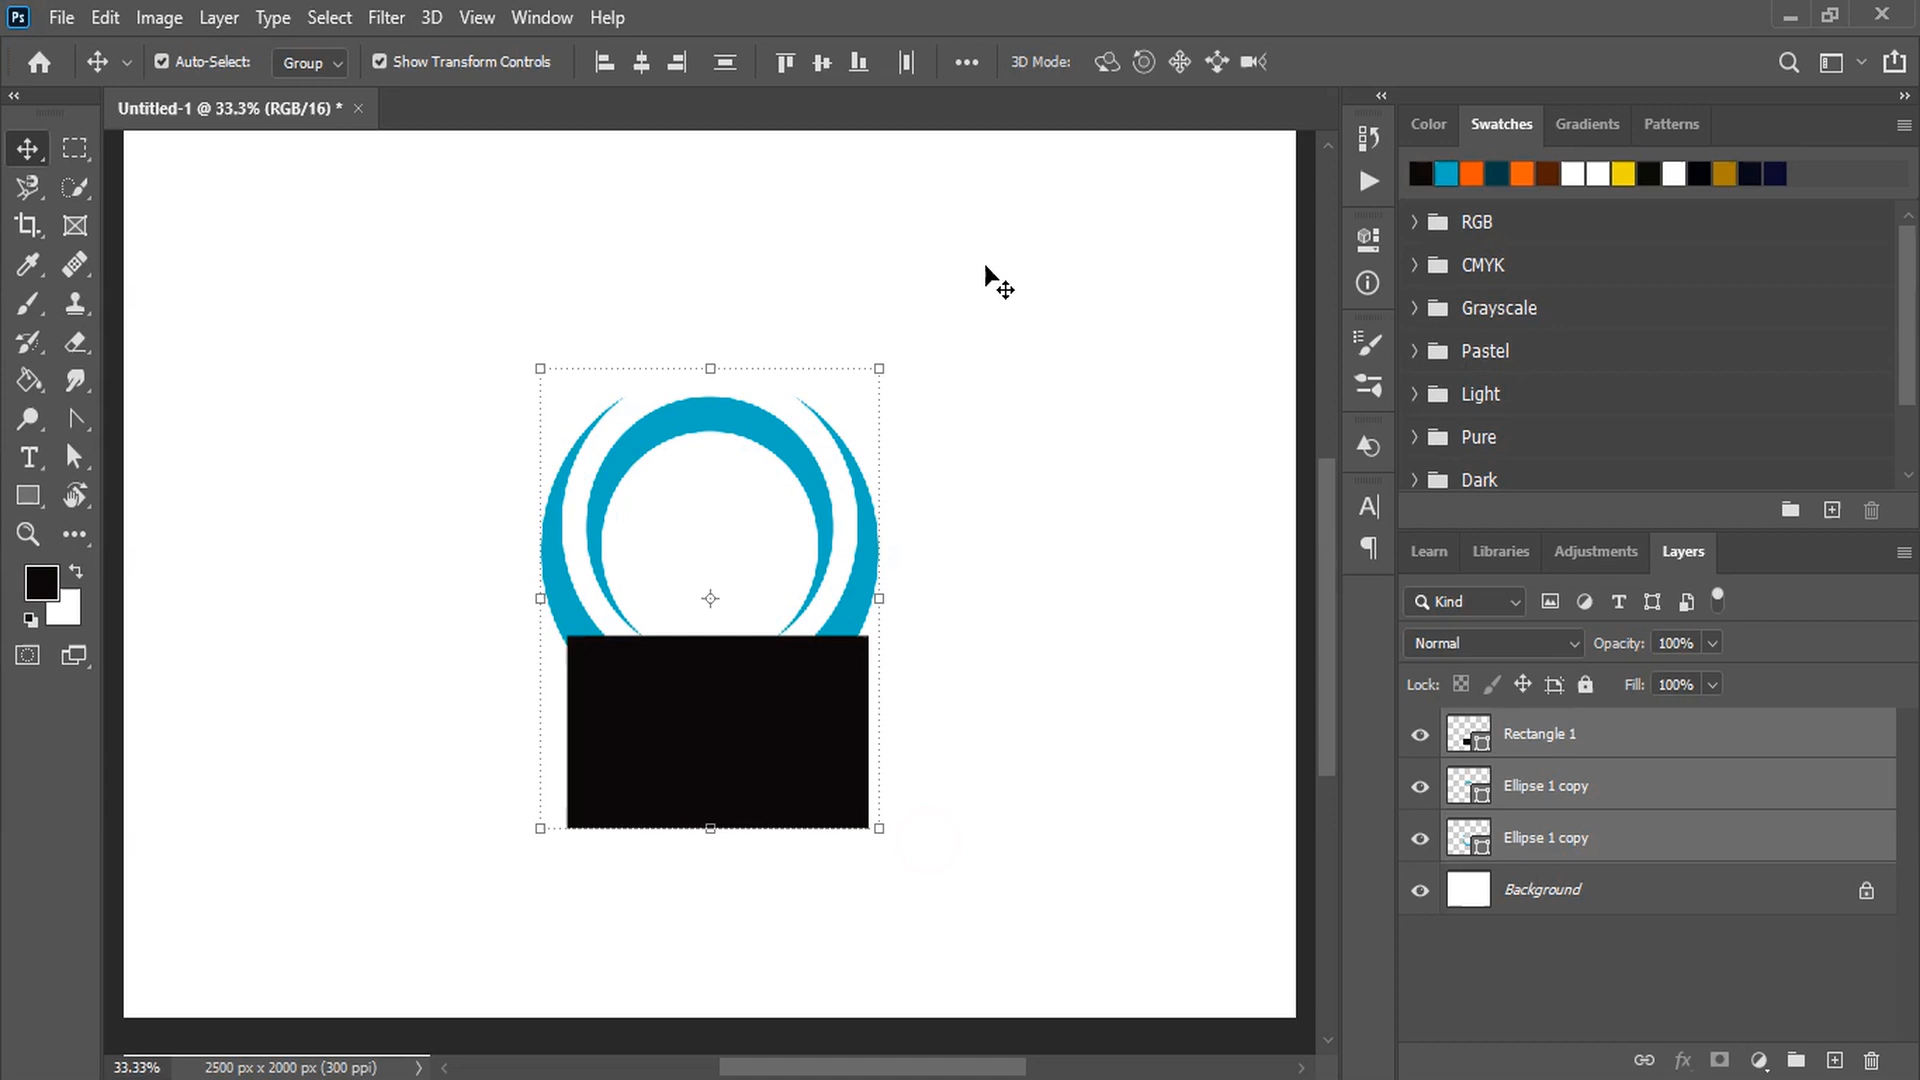 Ps File Edit Image Layer Type Select Filter 3D View Window Help
Auto-Select: Group Show Transform Controls 3D Mode:
Untitled-1 @ 33.3% (RGB/16) *
Color Swatches Gradients Patterns
RGB
CMYK
Grayscale
Pastel
Light
Pure
Dark
Learn Libraries Adjustments Layers
Kind
Normal Opacity: 100%
Lock: Fill: 100%
Rectangle 1
Ellipse 1 copy
Ellipse 1 copy
Background
33.33% 2500 px x 2000 px (300 ppi)